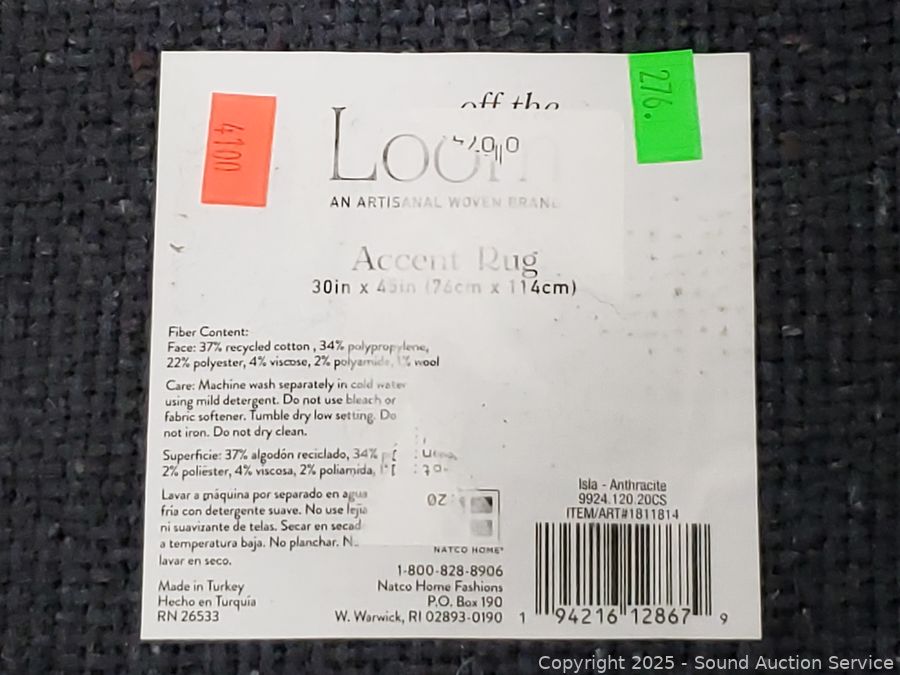 4100
276.
off the
Loom
AN ARTISANAL WOVEN BRAND
Accent Rug
30in x 45in (76cm x 114cm)
Fiber Content:
Face: 37% recycled cotton , 34% polypropylene,
22% polyester, 4% viscose, 2% polyamide, 1% wool
Care: Machine wash separately in cold water
using mild detergent. Do not use bleach or
fabric softener. Tumble dry low setting. Do
not iron. Do not dry clean.
Superficie: 37% algodón reciclado, 34%
2% poliéster, 4% viscosa, 2% poliamida,
Lavar a máquina por separado en agua
fría con detergente suave. No use lejía
ni suavizante de telas. Secar en secad
a temperatura baja. No planchar. N
lavar en seco.
Made in Turkey
Hecho en Turquía
RN 26533
NATCO HOME
1-800-828-8906
Natco Home Fashions
P.O. Box 190
W. Warwick, RI 02893-0190
Isla - Anthracite
9924.120.20CS
ITEM/ART#1811814
1 94216 12867 9
Copyright 2025 - Sound Auction Service